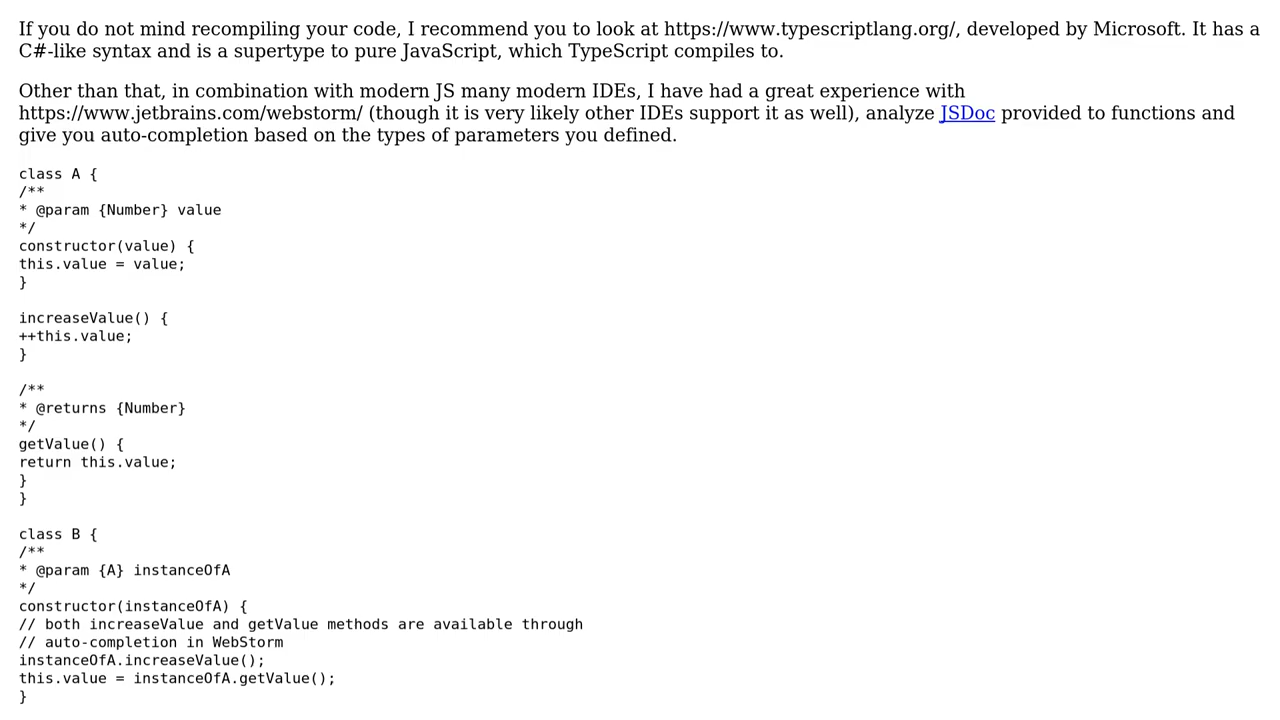 If you do not mind recompiling your code, I recommend you to look at https://www.typescriptlang.org/, developed by Microsoft. It has a
C#-like syntax and is a supertype to pure JavaScript, which TypeScript compiles to.
Other than that, in combination with modern JS many modern IDEs, I have had a great experience with
https://www.jetbrains.com/webstorm/ (though it is very likely other IDEs support it as well), analyze JSDoc provided to functions and
give you auto-completion based on the types of parameters you defined.
class A {
/**
* @param {Number} value
*/
constructor(value) {
this.value = value;
}
increaseValue() {
++this.value;
}
/**
* @returns {Number}
*/
getValue() {
return this.value;
}
}
class B {
/**
* @param {A} instanceOfA
*/
constructor(instanceOfA) {
// both increaseValue and getValue methods are available through
// auto-completion in WebStorm
instanceOfA.increaseValue();
this.value = instanceOfA.getValue();
}